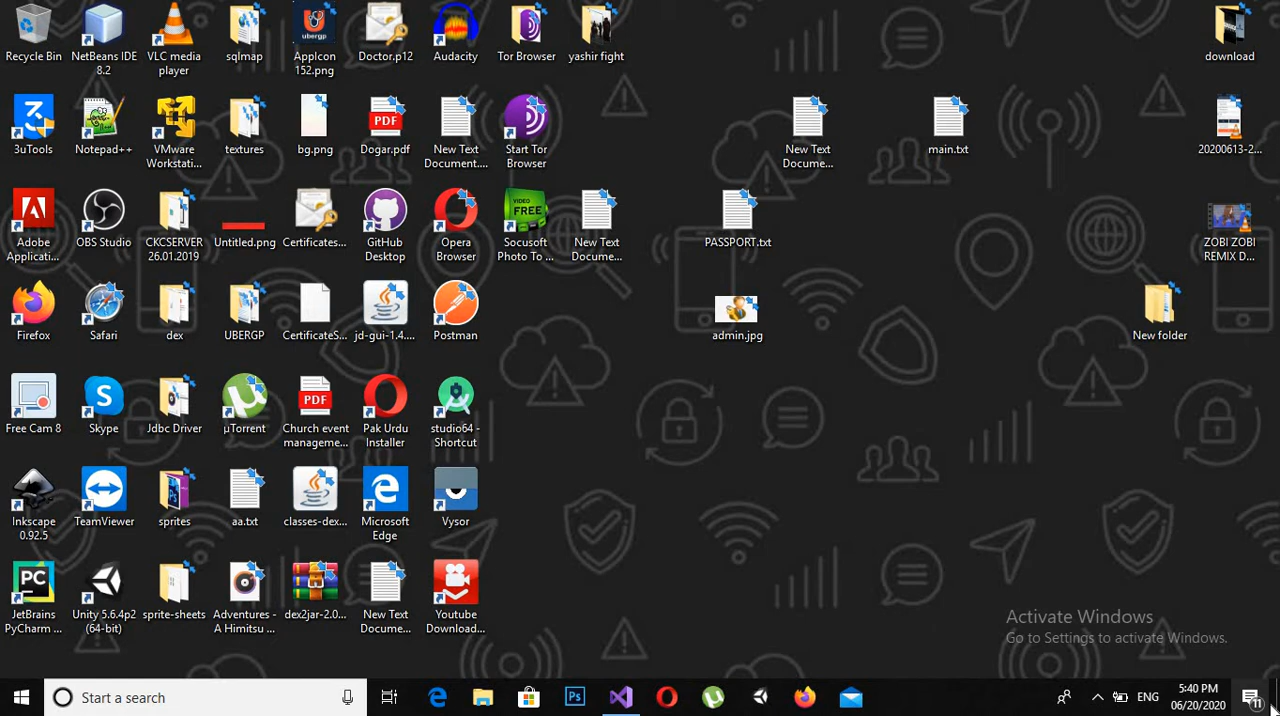 Recycle Bin
NetBeans IDE
8.2
VLC media
player
sqlmap
AppIcon
152.png
Doctor.p12
Audacity
Tor Browser
yashir fight
download
3uTools
Notepad++
VMware
Workstati...
textures
bg.png
PDF
Dogar.pdf
New Text
Document....
Start Tor
Browser
New Text
Docume...
main.txt
20200613-2...
Adobe
Applicati...
OBS Studio
CKCSERVER
26.01.2019
Untitled.png
Certificates...
GitHub
Desktop
Opera
Browser
VIDEO
FREE
Socusoft
Photo To ...
New Text
Docume...
PASSPORT.txt
ZOBI ZOBI
REMIX D...
Firefox
Safari
dex
UBERGP
CertificateS...
jd-gui-1.4....
Postman
admin.jpg
New folder
Free Cam 8
Skype
Jdbc Driver
µTorrent
PDF
Church event
manageme...
Pak Urdu
Installer
studio64 -
Shortcut
Inkscape
0.92.5
TeamViewer
sprites
aa.txt
classes-dex...
Microsoft
Edge
Vysor
PC
JetBrains
PyCharm ...
Unity 5.6.4p2
(64-bit)
sprite-sheets
Adventures -
A Himitsu ...
dex2jar-2.0...
New Text
Docume...
Youtube
Download...
Activate Windows
Go to Settings to activate Windows.
Start a search
Ps
ENG
5:40 PM
06/20/2020
11